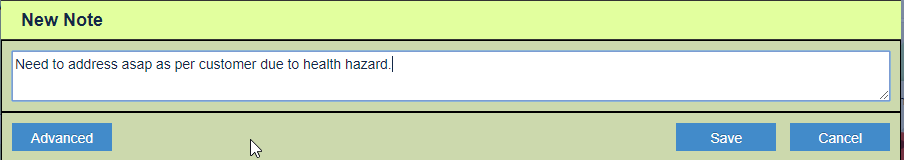 New Note
Need to address asap as per customer due to health hazard.
Advanced
Save
Cancel